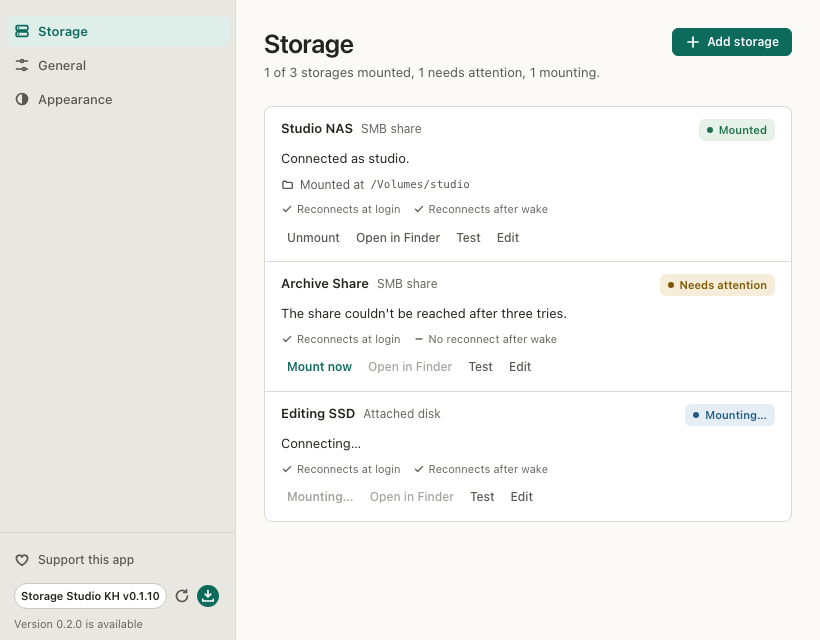 Storage
General
Appearance
Support this app
Storage Studio KH v0.1.10
Version 0.2.0 is available
Storage
Add storage
1 of 3 storages mounted, 1 needs attention, 1 mounting.
Studio NAS SMB share
Mounted
Connected as studio.
Mounted at /Volumes/studio
Reconnects at login Reconnects after wake
Unmount Open in Finder Test Edit
Archive Share SMB share
Needs attention
The share couldn't be reached after three tries.
Reconnects at login No reconnect after wake
Mount now Open in Finder Test Edit
Editing SSD Attached disk
Mounting...
Connecting...
Reconnects at login Reconnects after wake
Mounting... Open in Finder Test Edit